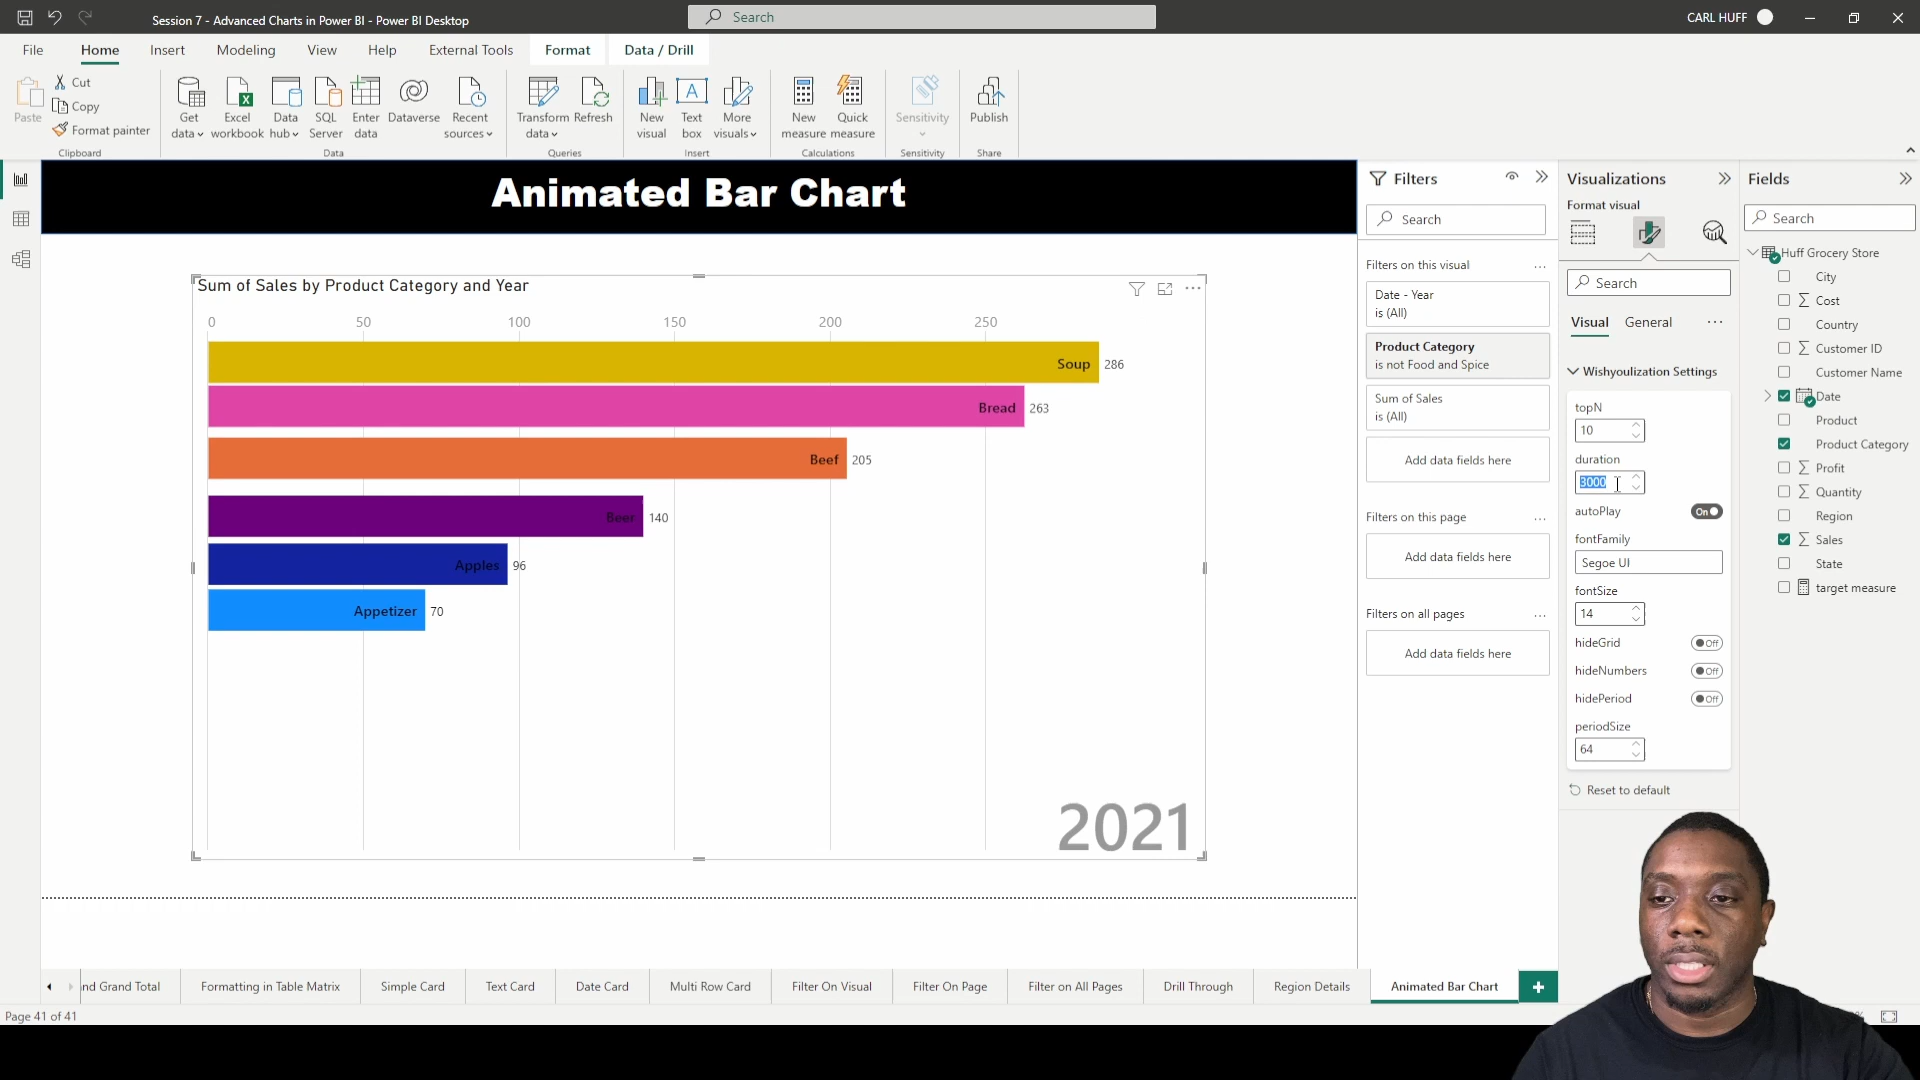 Session 7 - Advanced Charts in Power BI - Power BI Desktop
Search
CARL HUFF
File Home Insert Modeling View Help External Tools Format Data / Drill
Paste
Cut
Copy
Format painter
Clipboard
Get data
Excel workbook
Data hub
SQL Server
Enter data
Dataverse
Recent sources
Data
Transform data
Refresh
Queries
New visual
Text box
More visuals
Insert
New measure
Quick measure
Calculations
Sensitivity
Sensitivity
Publish
Share
Animated Bar Chart
Sum of Sales by Product Category and Year
0 50 100 150 200 250
Soup 286
Bread 263
Beef 205
Beer 140
Apples 96
Appetizer 70
2021
Filters
Search
Filters on this visual ...
Date - Year
is (All)
Product Category
is not Food and Spice
Sum of Sales
is (All)
Add data fields here
Filters on this page ...
Add data fields here
Filters on all pages ...
Add data fields here
Visualizations
Format visual
Search
Visual General ...
Wishyoulization Settings
topN
10
duration
3000
autoPlay On
fontFamily
Segoe UI
fontSize
14
hideGrid Off
hideNumbers Off
hidePeriod Off
periodSize
64
Reset to default
Fields
Search
Huff Grocery Store
City
∑ Cost
Country
∑ Customer ID
Customer Name
Date
Product
Product Category
∑ Profit
∑ Quantity
Region
∑ Sales
State
target measure
nd Grand Total Formatting in Table Matrix Simple Card Text Card Date Card Multi Row Card Filter On Visual Filter On Page Filter on All Pages Drill Through Region Details Animated Bar Chart +
Page 41 of 41